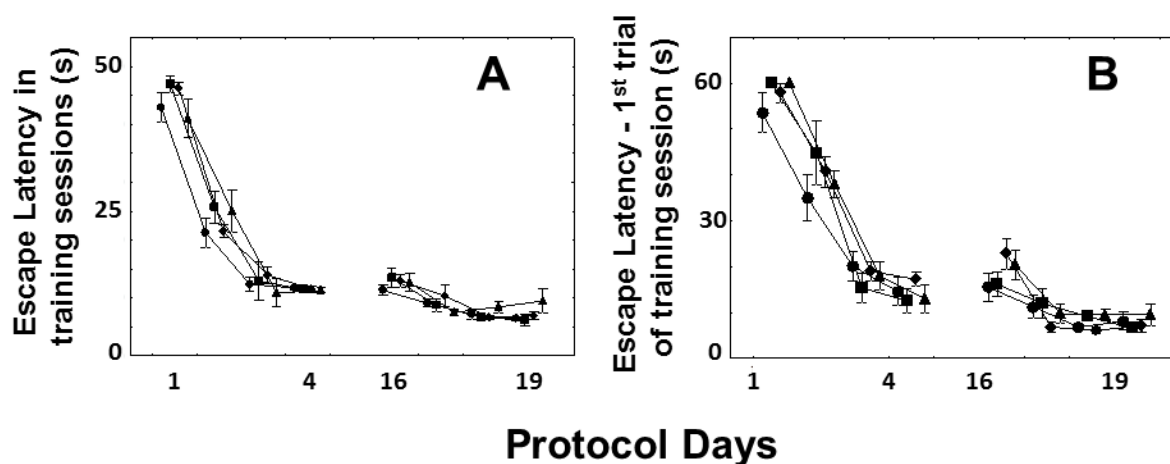 Escape Latency in
training sessions (s)
50
25
0
A
1
4
16
19
Escape Latency - 1st trial
of training session (s)
60
30
0
B
1
4
16
19
Protocol Days